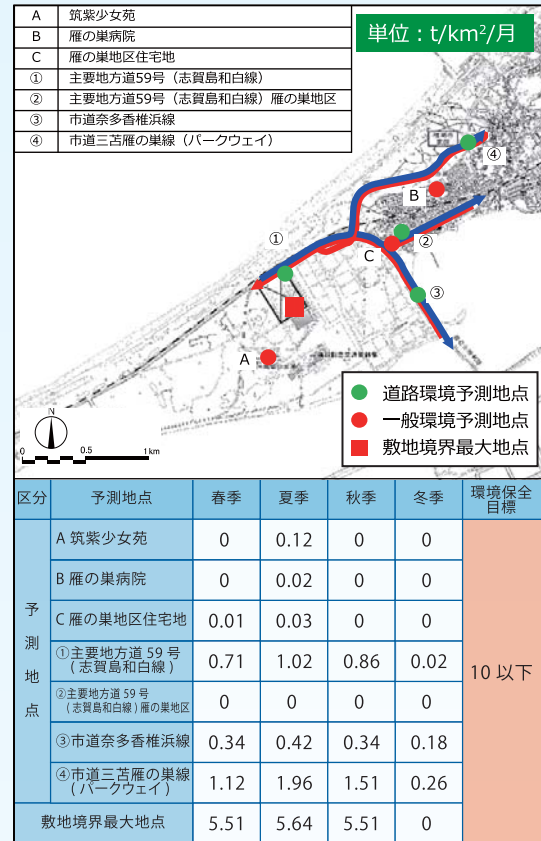 A 筑紫少女苑
B 雁の巣病院
C 雁の巣地区住宅地
① 主要地方道59号（志賀島和白線）
② 主要地方道59号（志賀島和白線）雁の巣地区
③ 市道奈多香椎浜線
④ 市道三苫雁の巣線（パークウェイ）
単位：t/km²/月
④
B
①
②
C
③
A
N
0 0.5 1km
道路環境予測地点
一般環境予測地点
敷地境界最大地点
区分 予測地点 春季 夏季 秋季 冬季 環境保全
目標
予測地点
A 筑紫少女苑 0 0.12 0 0
B 雁の巣病院 0 0.02 0 0
C 雁の巣地区住宅地 0.01 0.03 0 0
①主要地方道 59 号
(志賀島和白線) 0.71 1.02 0.86 0.02
10 以下
②主要地方道 59 号
(志賀島和白線) 雁の巣地区 0 0 0 0
③市道奈多香椎浜線 0.34 0.42 0.34 0.18
④市道三苫雁の巣線
(パークウェイ) 1.12 1.96 1.51 0.26
敷地境界最大地点 5.51 5.64 5.51 0